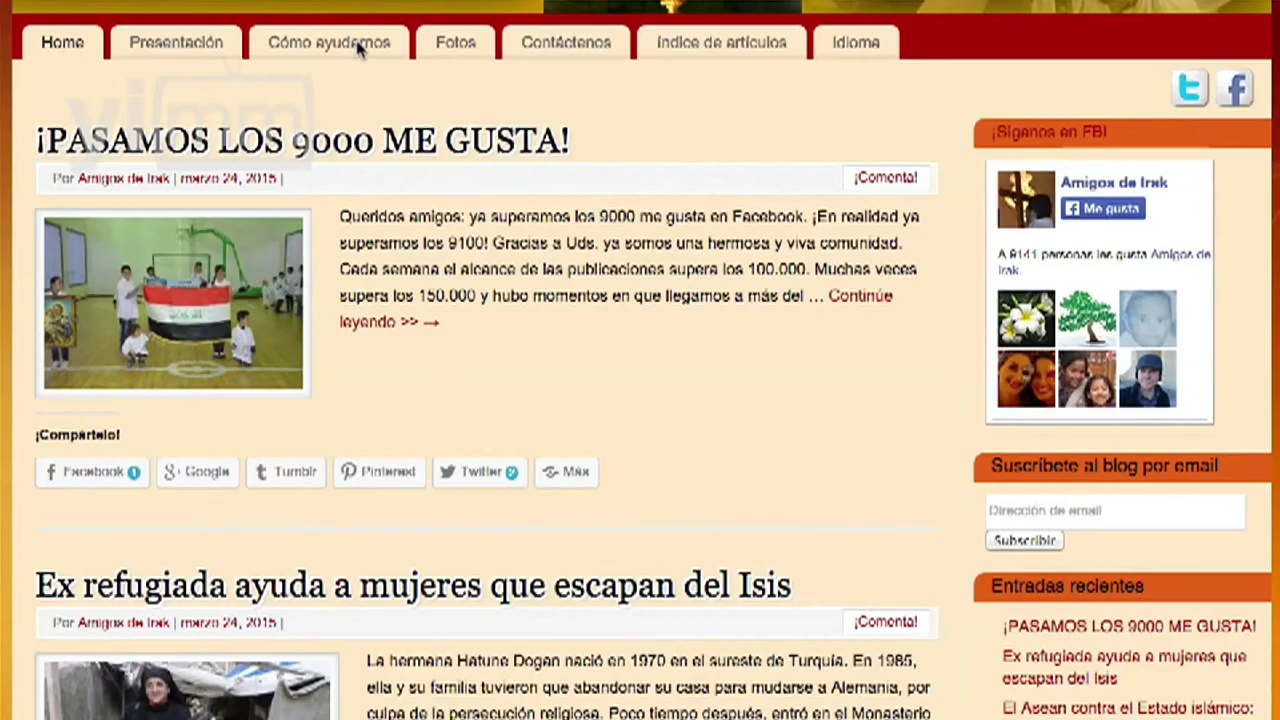 Home
Presentación
Cómo ayudarnos
Fotos
Contáctenos
Índice de artículos
Idioma
yimm
¡PASAMOS LOS 9000 ME GUSTA!
Por Amigos de Irak | marzo 24, 2015 |
¡Comenta!
Queridos amigos: ya superamos los 9000 me gusta en Facebook. ¡En realidad ya
superamos los 9100! Gracias a Uds. ya somos una hermosa y viva comunidad.
Cada semana el alcance de las publicaciones supera los 100.000. Muchas veces
supera los 150.000 y hubo momentos en que llegamos a más del … Continúe
leyendo >> →
¡Compártelo!
Facebook 1
Google
Tumblr
Pinterest
Twitter 2
Más
Ex refugiada ayuda a mujeres que escapan del Isis
Por Amigos de Irak | marzo 24, 2015 |
¡Comenta!
La hermana Hatune Dogan nació en 1970 en el sureste de Turquía. En 1985,
ella y su familia tuvieron que abandonar su casa para mudarse a Alemania, por
culpa de la persecución religiosa. Poco tiempo después, entró en el Monasterio
¡Síganos en FB!
Amigos de Irak
Me gusta
A 9141 personas les gusta Amigos de
Irak.
Suscríbete al blog por email
Dirección de email
Subscribir
Entradas recientes
¡PASAMOS LOS 9000 ME GUSTA!
Ex refugiada ayuda a mujeres que
escapan del Isis
El Asean contra el Estado islámico: